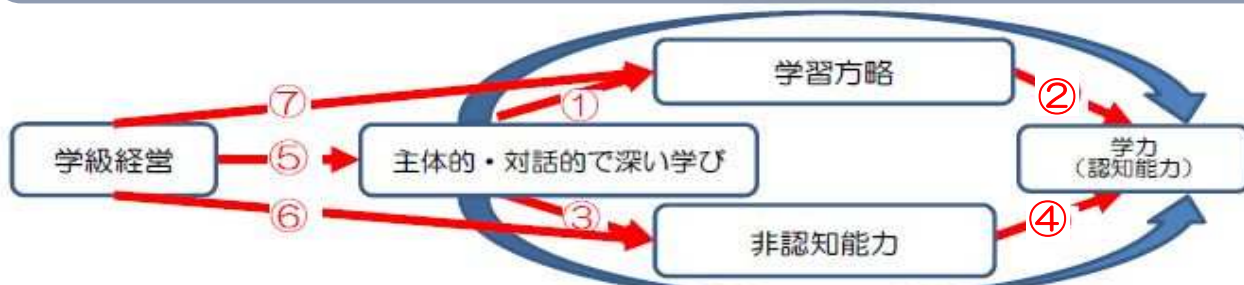 学習方略
⑦
①
②
学級経営
⑤
主体的・対話的で深い学び
学力
(認知能力)
⑥
③
④
非認知能力